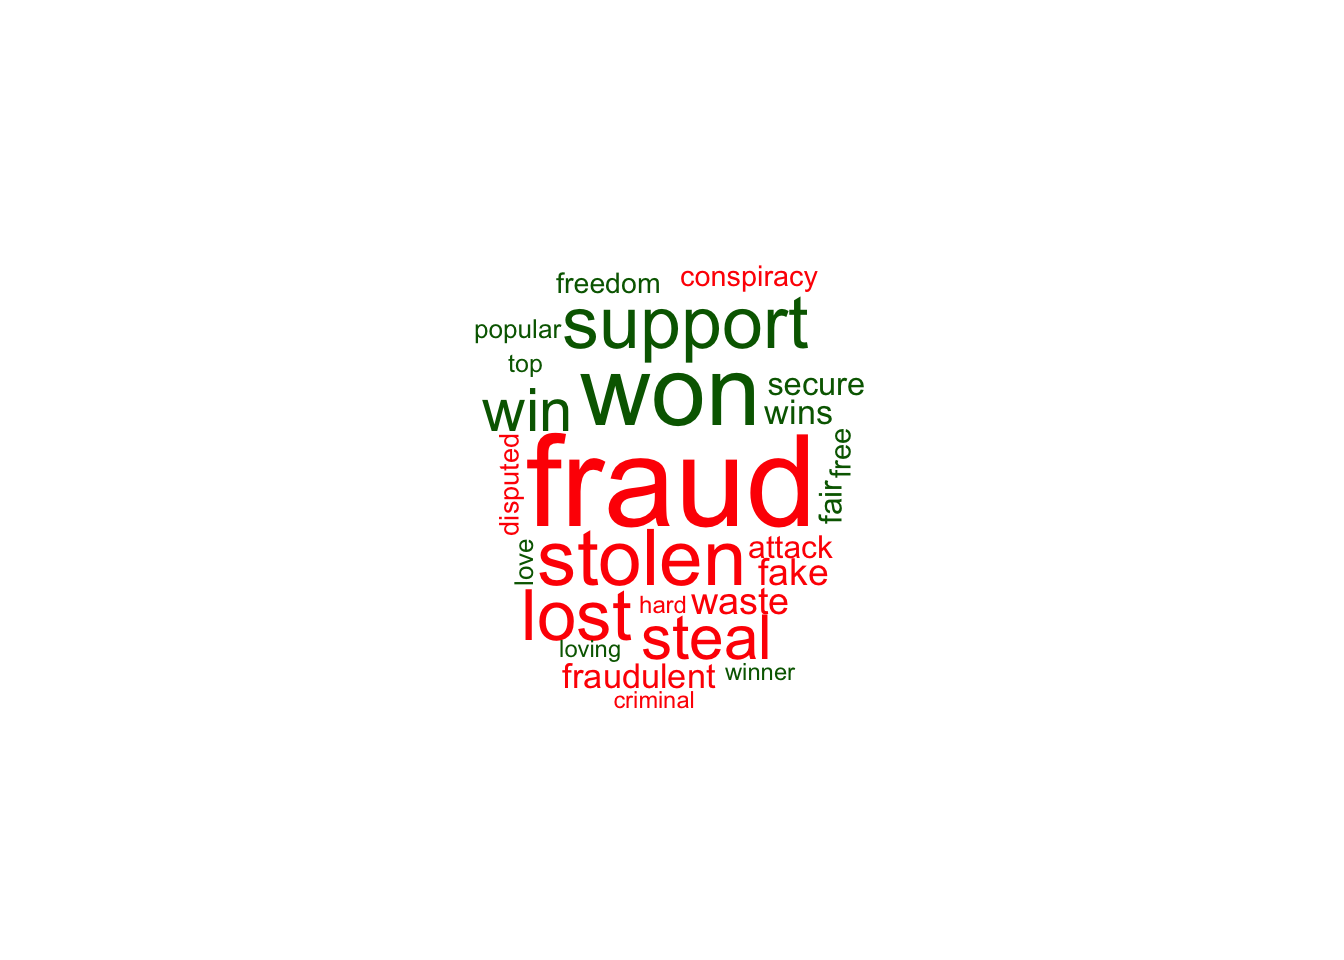 freedom
conspiracy
support
popular
top
won
secure
win
wins
free
disputed
fraud
fair
love
stolen
attack
fake
lost
hard
waste
steal
loving
fraudulent
winner
criminal